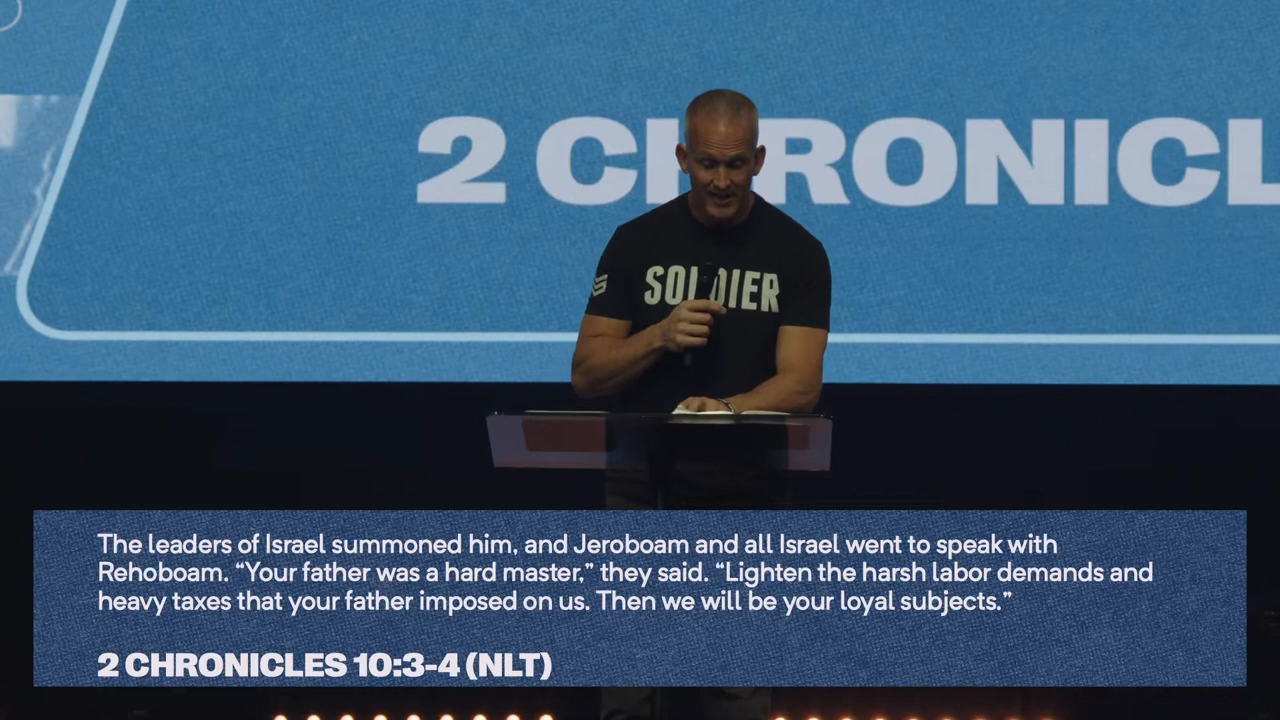 2 CHRONICL
SOLDIER
The leaders of Israel summoned him, and Jeroboam and all Israel went to speak with
Rehoboam. “Your father was a hard master,” they said. “Lighten the harsh labor demands and
heavy taxes that your father imposed on us. Then we will be your loyal subjects.”
2 CHRONICLES 10:3-4 (NLT)